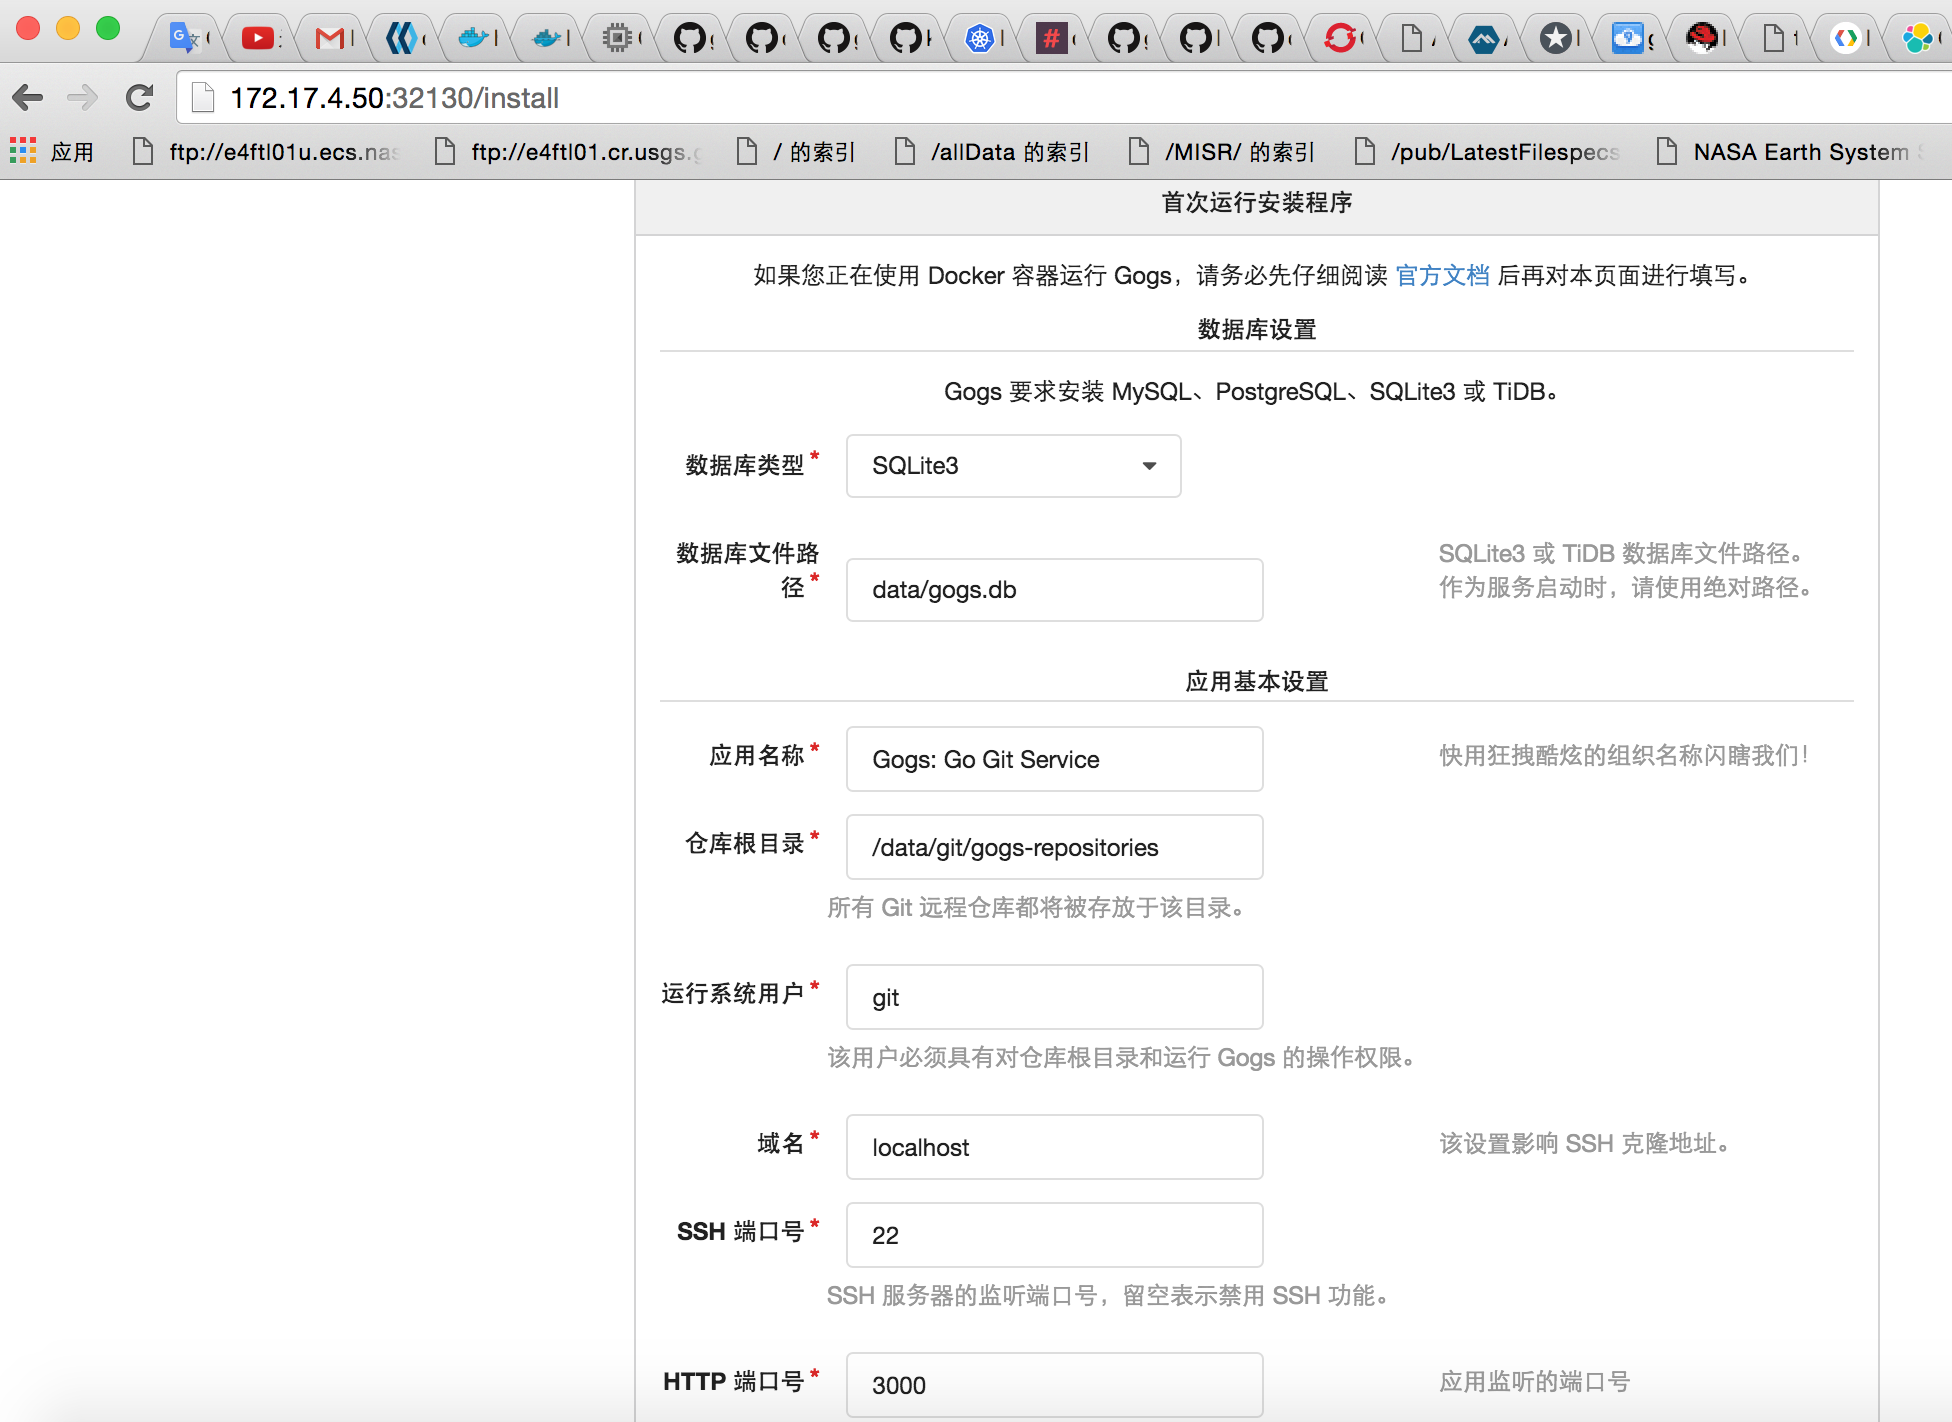 172.17.4.50:32130/install
应用
ftp://e4ftl01u.ecs.nas
ftp://e4ftl01.cr.usgs.g
/ 的索引
/allData 的索引
/MISR/ 的索引
/pub/LatestFilespecs
NASA Earth System
首次运行安装程序
如果您正在使用 Docker 容器运行 Gogs，请务必先仔细阅读 官方文档 后再对本页面进行填写。
数据库设置
Gogs 要求安装 MySQL、PostgreSQL、SQLite3 或 TiDB。
数据库类型*
SQLite3
数据库文件路
径*
data/gogs.db
SQLite3 或 TiDB 数据库文件路径。
作为服务启动时，请使用绝对路径。
应用基本设置
应用名称*
Gogs: Go Git Service
快用狂拽酷炫的组织名称闪瞎我们！
仓库根目录*
/data/git/gogs-repositories
所有 Git 远程仓库都将被存放于该目录。
运行系统用户*
git
该用户必须具有对仓库根目录和运行 Gogs 的操作权限。
域名*
localhost
该设置影响 SSH 克隆地址。
SSH 端口号*
22
SSH 服务器的监听端口号，留空表示禁用 SSH 功能。
HTTP 端口号*
3000
应用监听的端口号